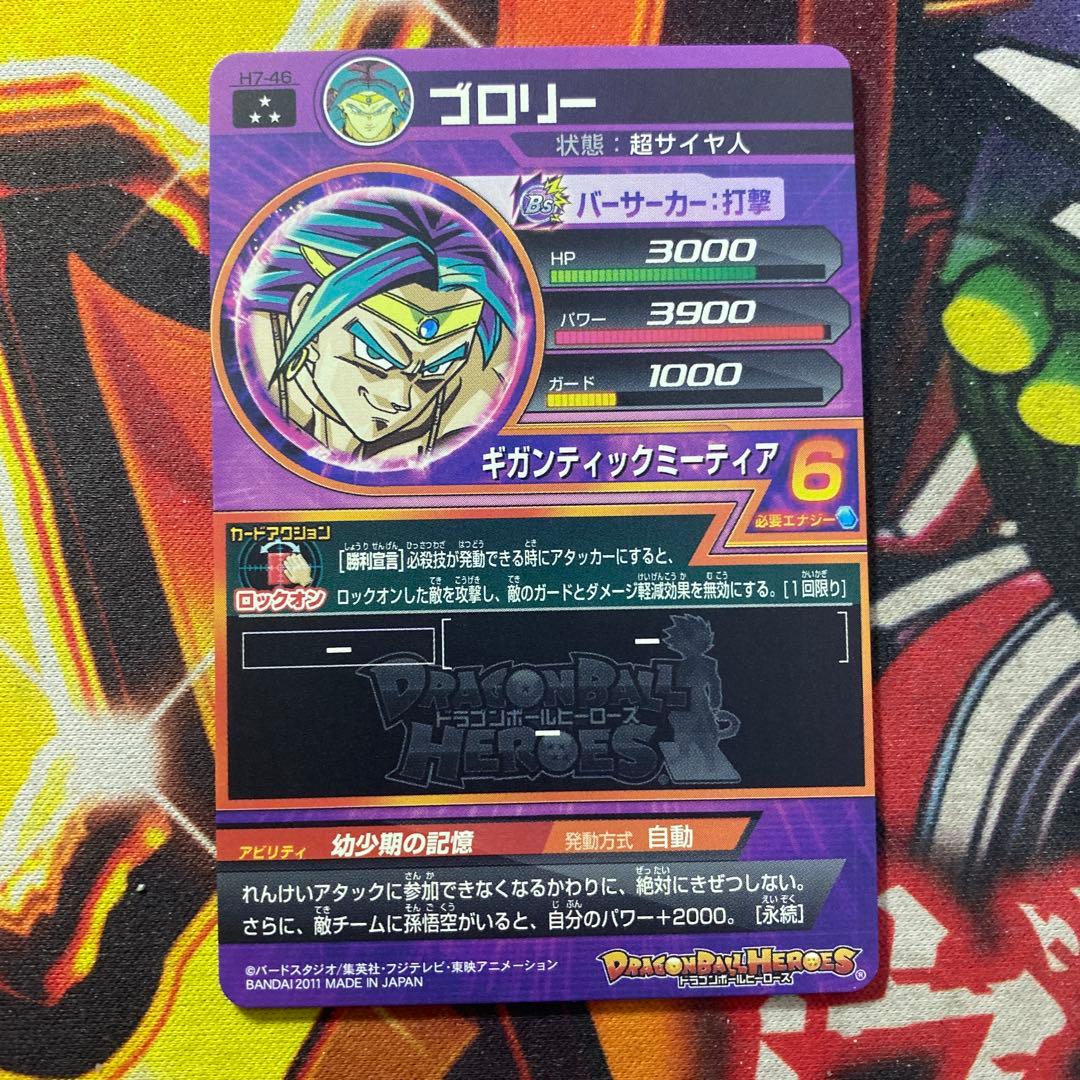 H7-46
ゴロリー
状態：超サイヤ人
Bs バーサーカー：打撃
HP 3000
パワー 3900
ガード 1000
ギガンティックミーティア
6
必要エナジー
カードアクション
ロックオン
[勝利宣言]必殺技が発動できる時にアタッカーにすると、
ロックオンした敵を攻撃し、敵のガードとダメージ軽減効果を無効にする。[1回限り]
ー
ー
DRAGONBALL
ドラゴンボールヒーローズ
ー
HEROES
アビリティ 幼少期の記憶 発動方式 自動
れんけいアタックに参加できなくなるかわりに、絶対にきぜつしない。
さらに、敵チームに孫悟空がいると、自分のパワー+2000。[永続]
©バードスタジオ/集英社・フジテレビ・東映アニメーション
BANDAI 2011 MADE IN JAPAN
DRAGONBALL HEROES
ドラゴンボールヒーローズ